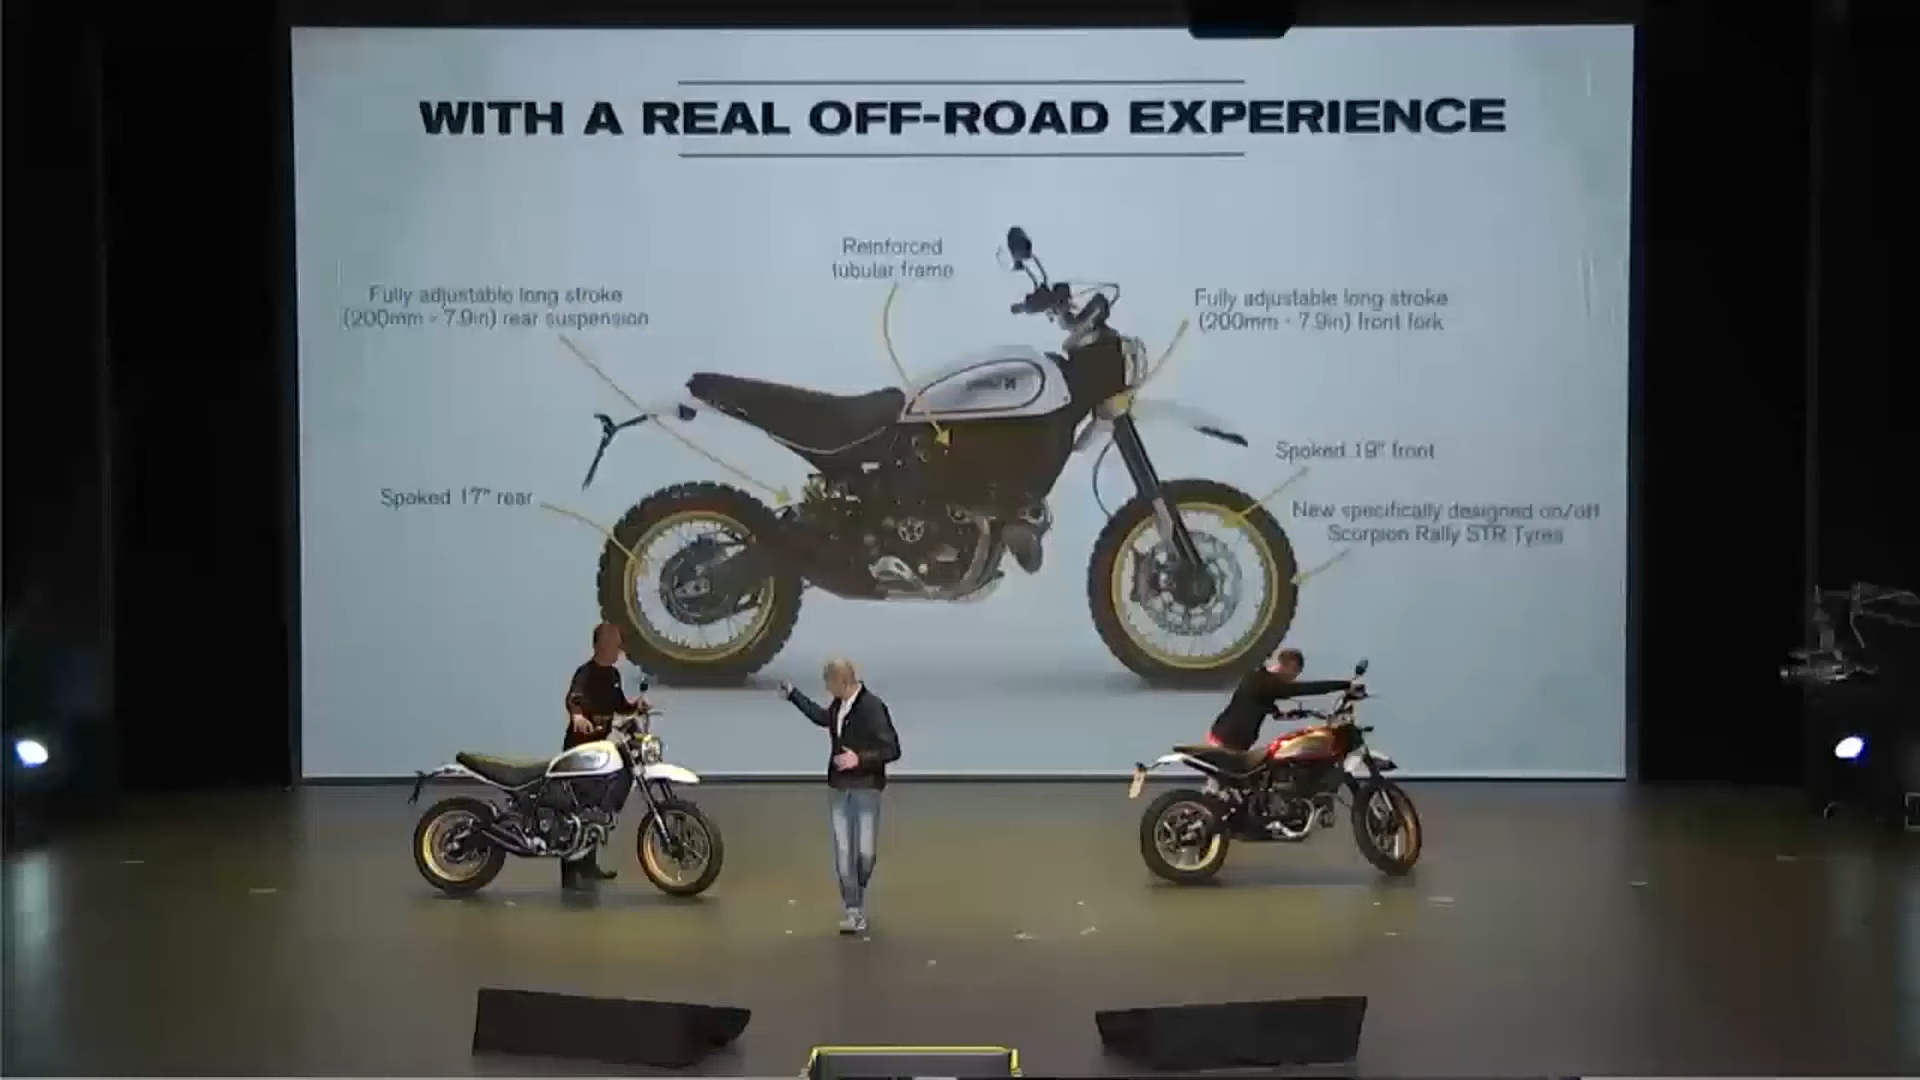 WITH A REAL OFF-ROAD EXPERIENCE
Reinforced
tubular frame
Fully adjustable long stroke
(200mm - 7.9in) rear suspension
Fully adjustable long stroke
(200mm - 7.9in) front fork
Spoked 19" front
Spoked 17" rear
New specifically designed on/off
Scorpion Rally STR Tyres